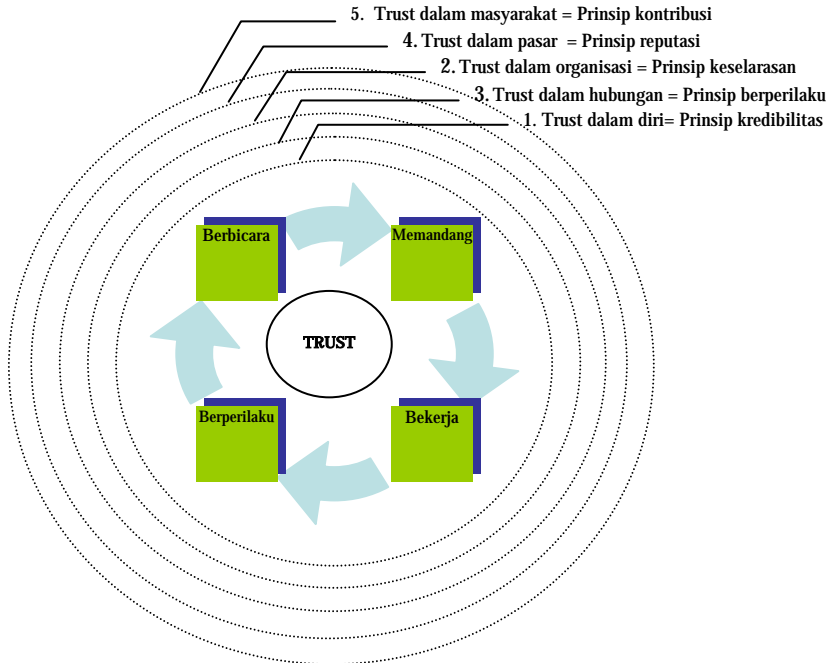 5. Trust dalam masyarakat = Prinsip kontribusi
4. Trust dalam pasar = Prinsip reputasi
2. Trust dalam organisasi = Prinsip keselarasan
3. Trust dalam hubungan = Prinsip berperilaku
1. Trust dalam diri= Prinsip kredibilitas
Berbicara
Memandang
TRUST
Berperilaku
Bekerja